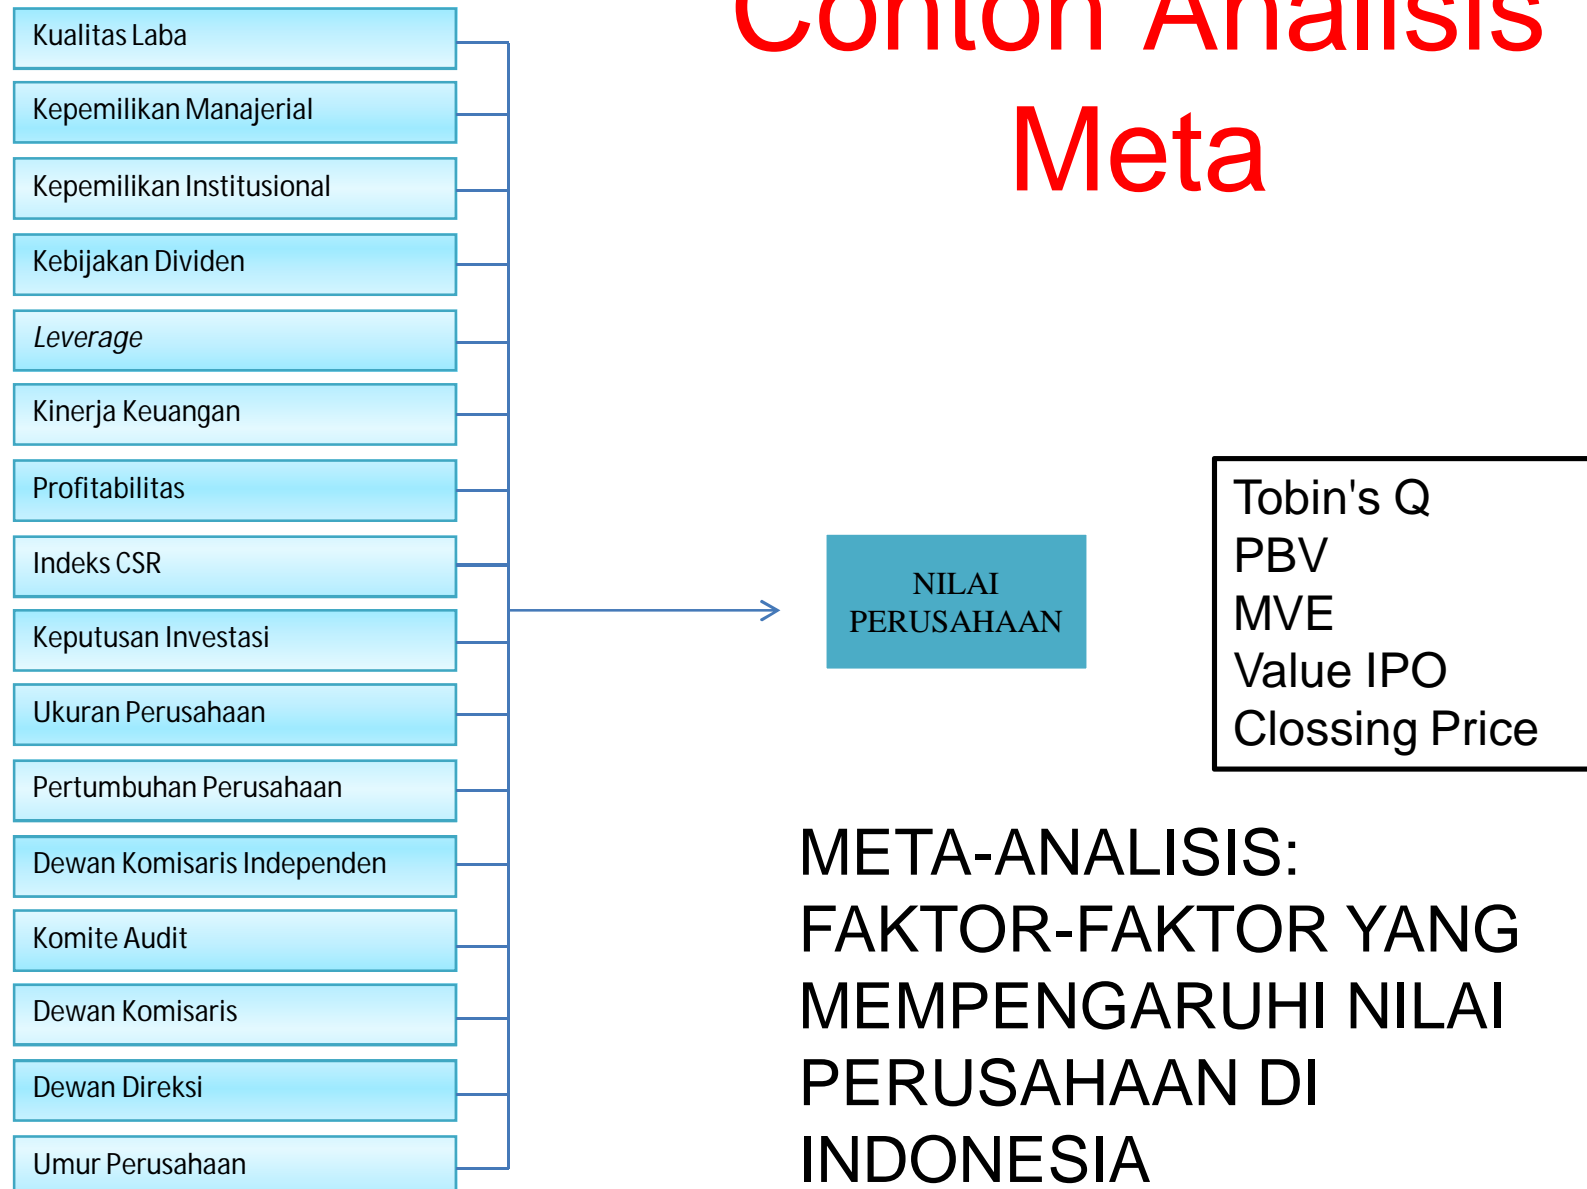 Contoh Analisis
Meta
Kualitas Laba
Kepemilikan Manajerial
Kepemilikan Institusional
Kebijakan Dividen
Leverage
Kinerja Keuangan
Profitabilitas
Indeks CSR
Keputusan Investasi
Ukuran Perusahaan
Pertumbuhan Perusahaan
Dewan Komisaris Independen
Komite Audit
Dewan Komisaris
Dewan Direksi
Umur Perusahaan
NILAI
PERUSAHAAN
Tobin's Q
PBV
MVE
Value IPO
Clossing Price
META-ANALISIS:
FAKTOR-FAKTOR YANG
MEMPENGARUHI NILAI
PERUSAHAAN DI
INDONESIA